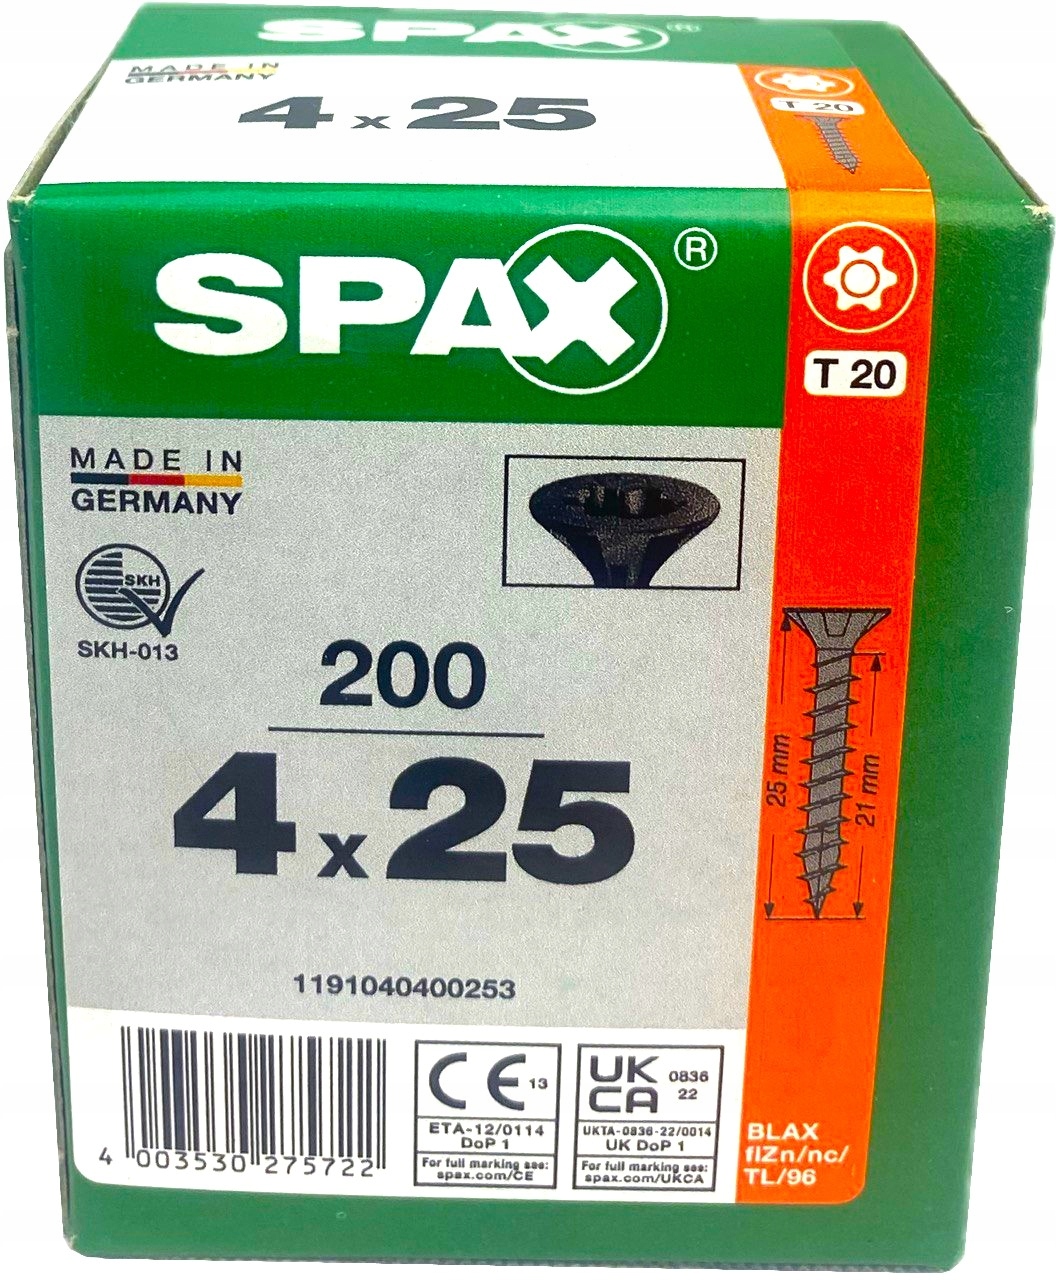 SPAX®
MADE IN
GERMANY
4 x 25
T 20
SPAX®
T 20
MADE IN
GERMANY
SKH
SKH-013
200
4 x 25
25 mm
21 mm
1191040400253
4 003530 275722
CE 13
ETA-12/0114
DoP 1
For full marking see:
spax.com/CE
UK
CA
0836
22
UKTA-0836-22/0014
UK DoP 1
For full marking see:
spax.com/UKCA
BLAX
flZn/nc/
TL/96